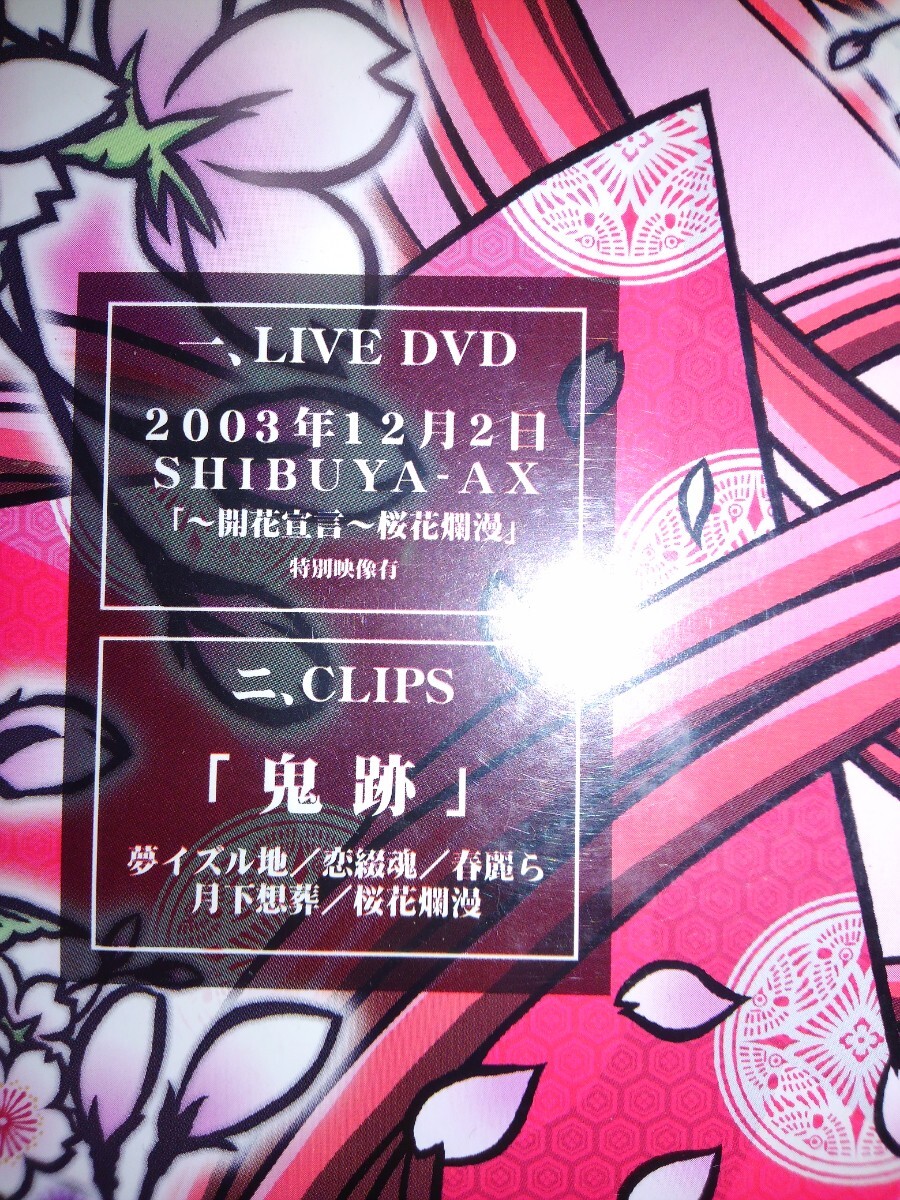 一、LIVE DVD
2003年12月2日
SHIBUYA-AX
「～開花宣言～桜花爛漫」
特別映像有
二、CLIPS
「鬼跡」
夢イズル地／恋綴魂／春麗ら
月下想葬／桜花爛漫